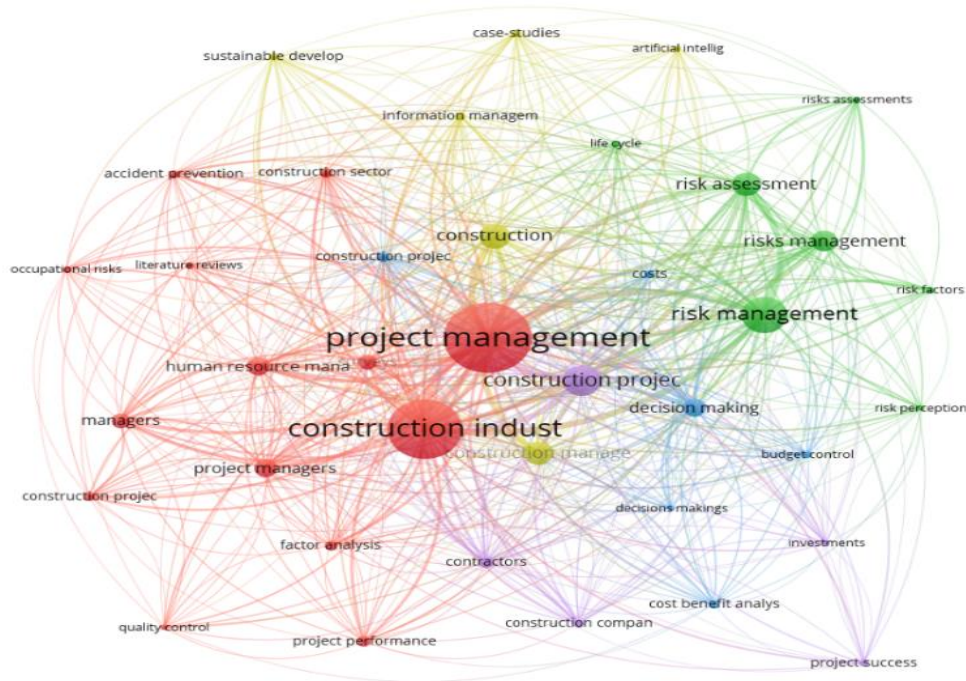 case-studies
sustainable develop
artificial intellig
risks assessments
information managem
life cycle
accident prevention
construction sector
risk assessment
construction
risks management
construction projec
occupational risks
literature reviews
costs
risk factors
risk management
project management
human resource mana
construction projec
decision making
risk perception
managers
construction indust
construction manage
budget control
project managers
construction projec
decisions makings
factor analysis
investments
contractors
cost benefit analys
construction compan
quality control
project performance
project success